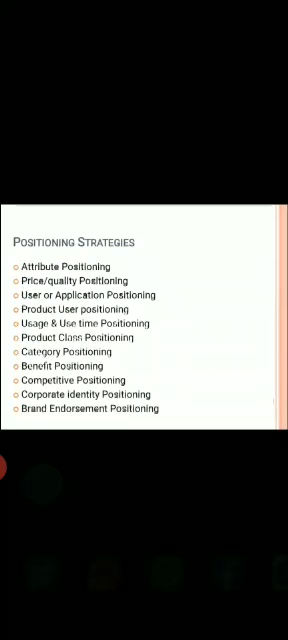 Positioning Strategies
Attribute Positioning
Price/quality Positioning
User or Application Positioning
Product User positioning
Usage & Use time Positioning
Product Class Positioning
Category Positioning
Benefit Positioning
Competitive Positioning
Corporate identity Positioning
Brand Endorsement Positioning